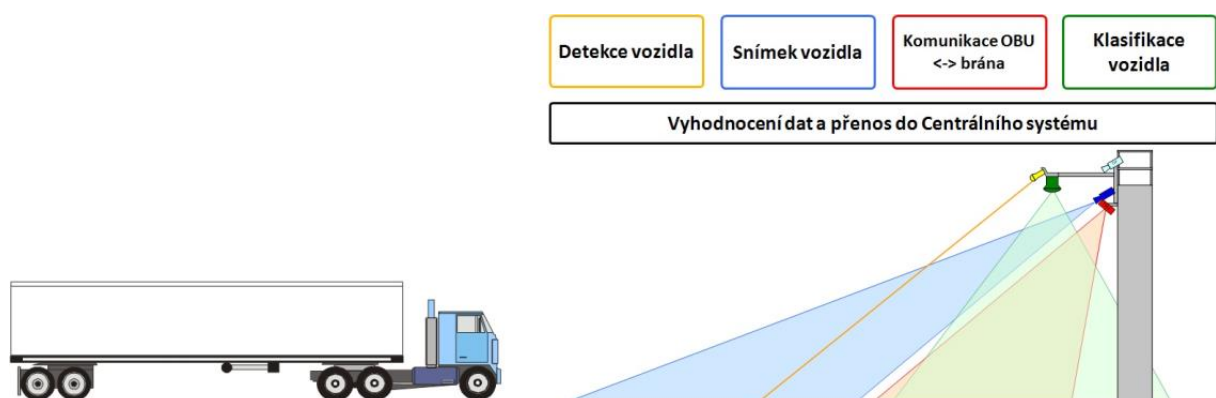 Detekce vozidla
Snímek vozidla
Komunikace OBU
<-> brána
Klasifikace
vozidla
Vyhodnocení dat a přenos do Centrálního systému